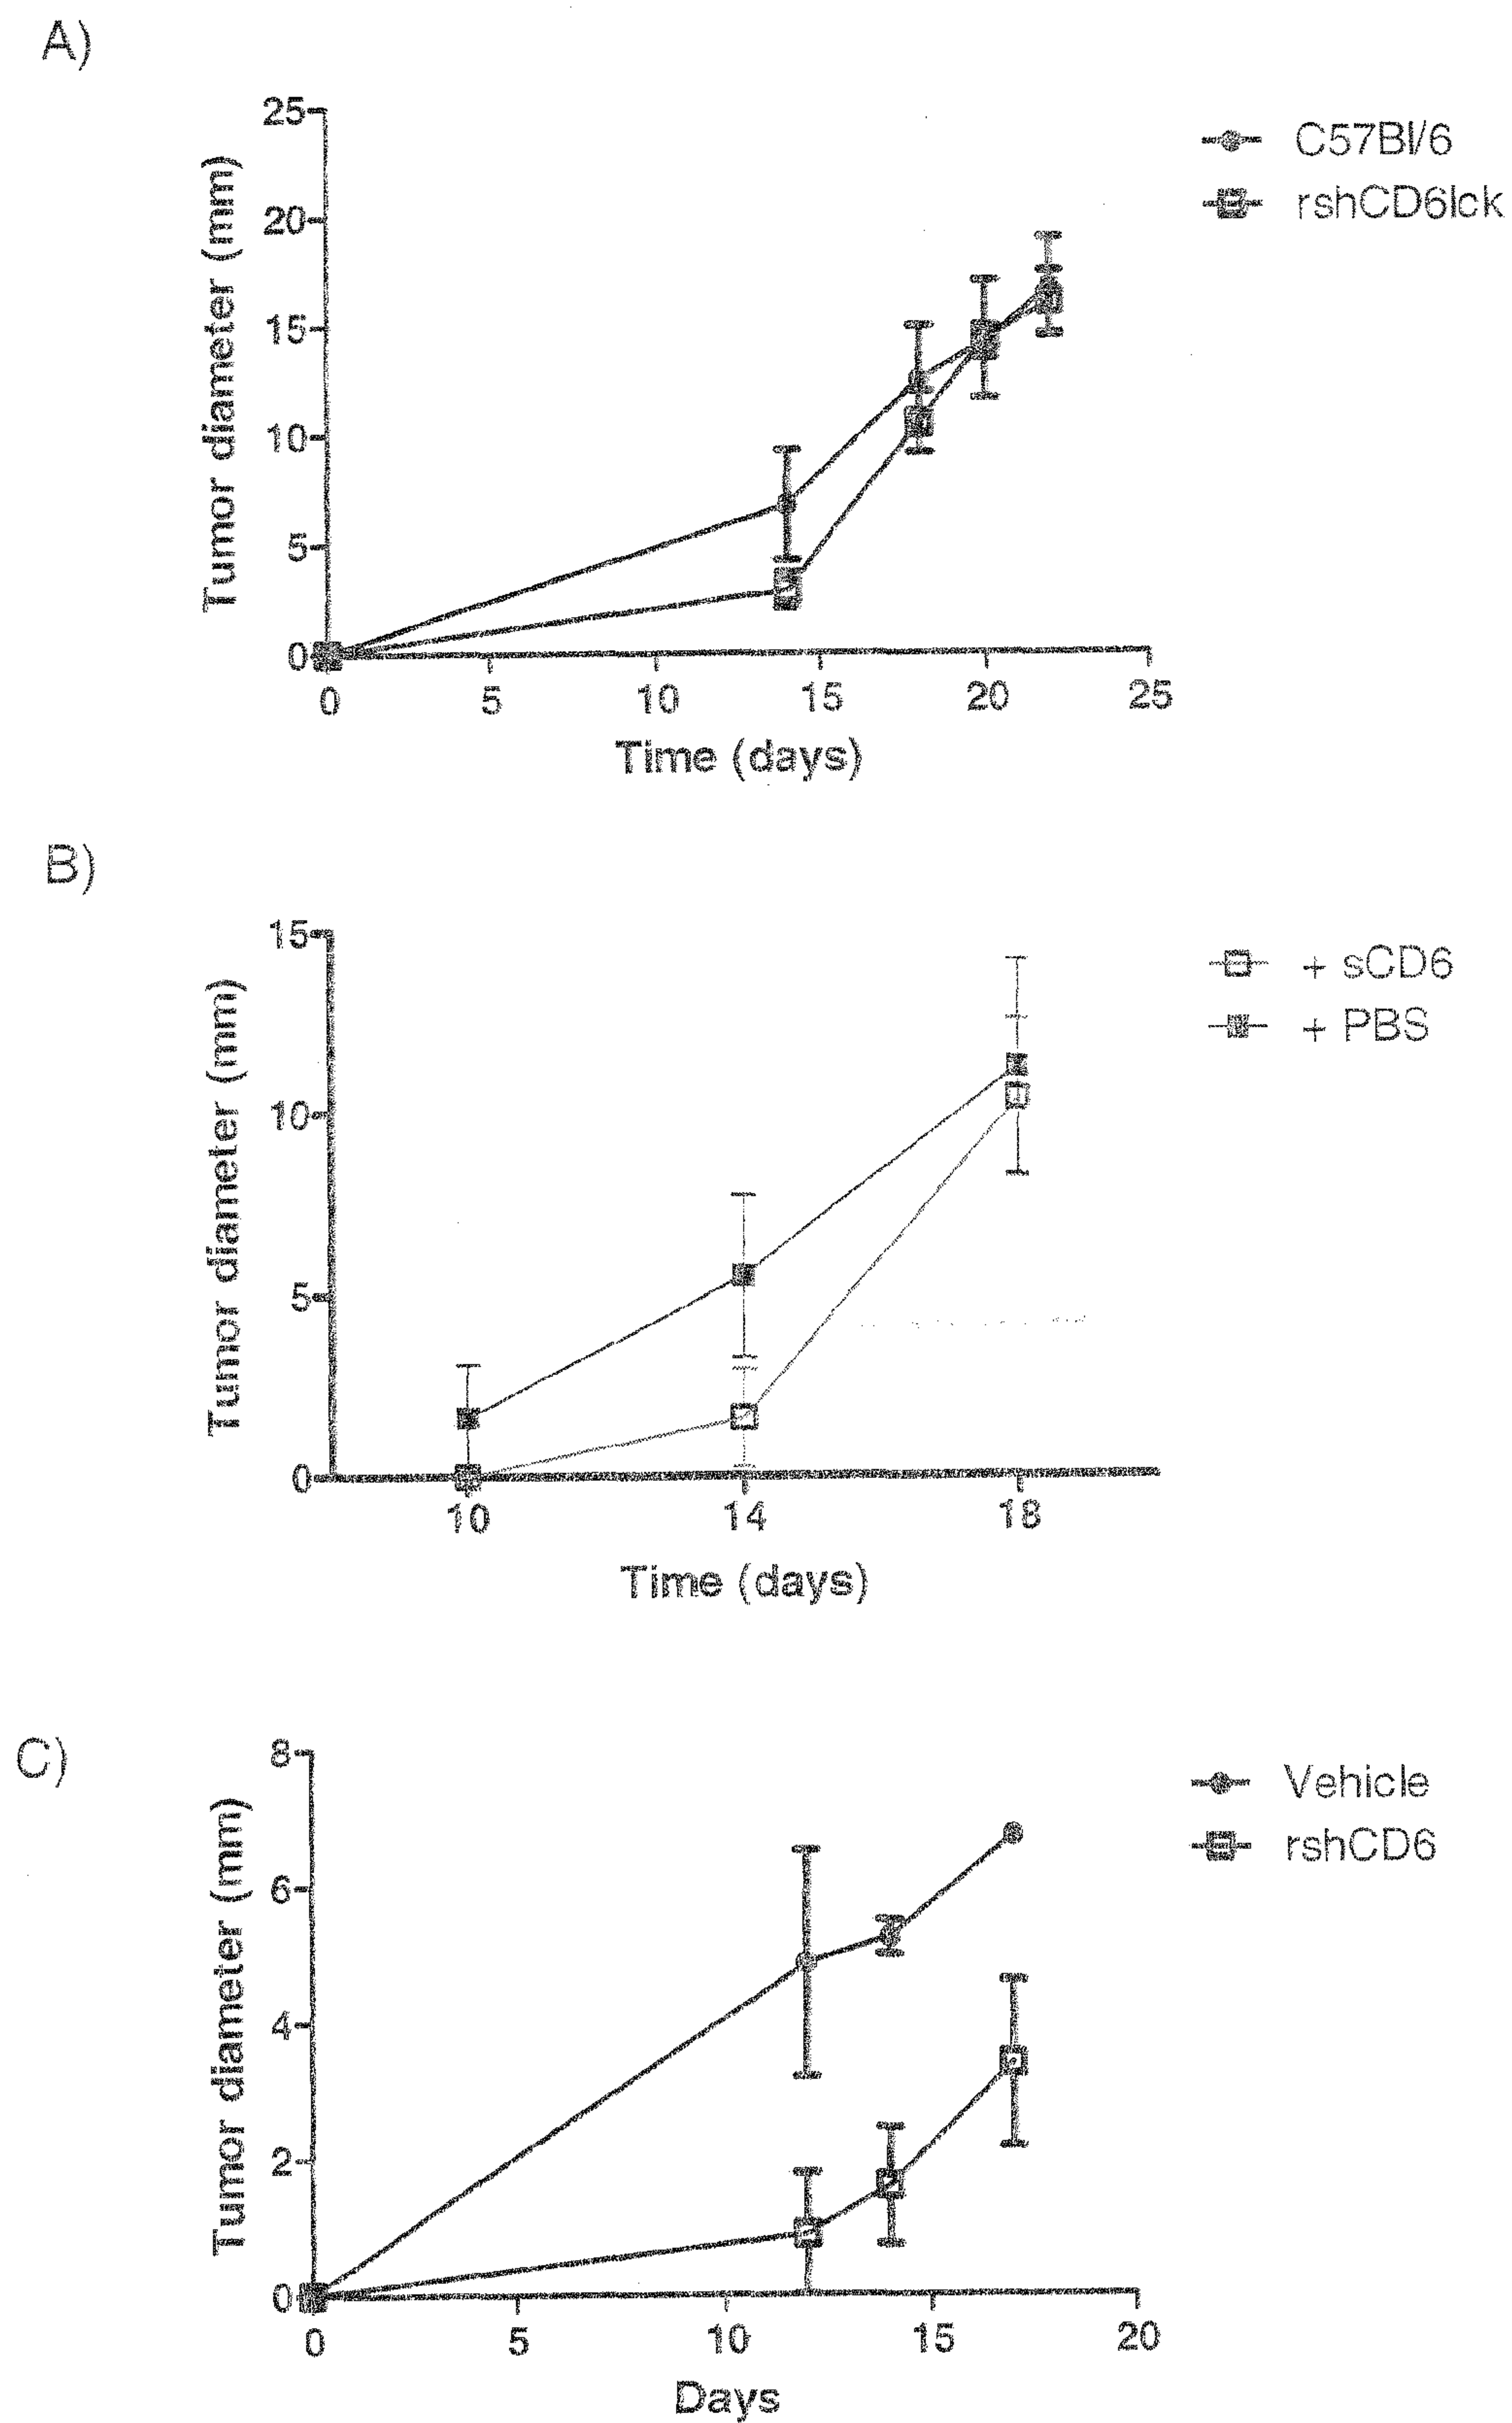 A)
25
20
15
10
5
0
Tumor diameter (mm)
0 5 10 15 20 25
Time (days)
C57Bl/6
rshCD6lck
B)
15
10
5
0
Tumor diameter (mm)
10 14 18
Time (days)
+ sCD6
+ PBS
C)
8
6
4
2
0
Tumor diameter (mm)
0 5 10 15 20
Days
Vehicle
rshCD6